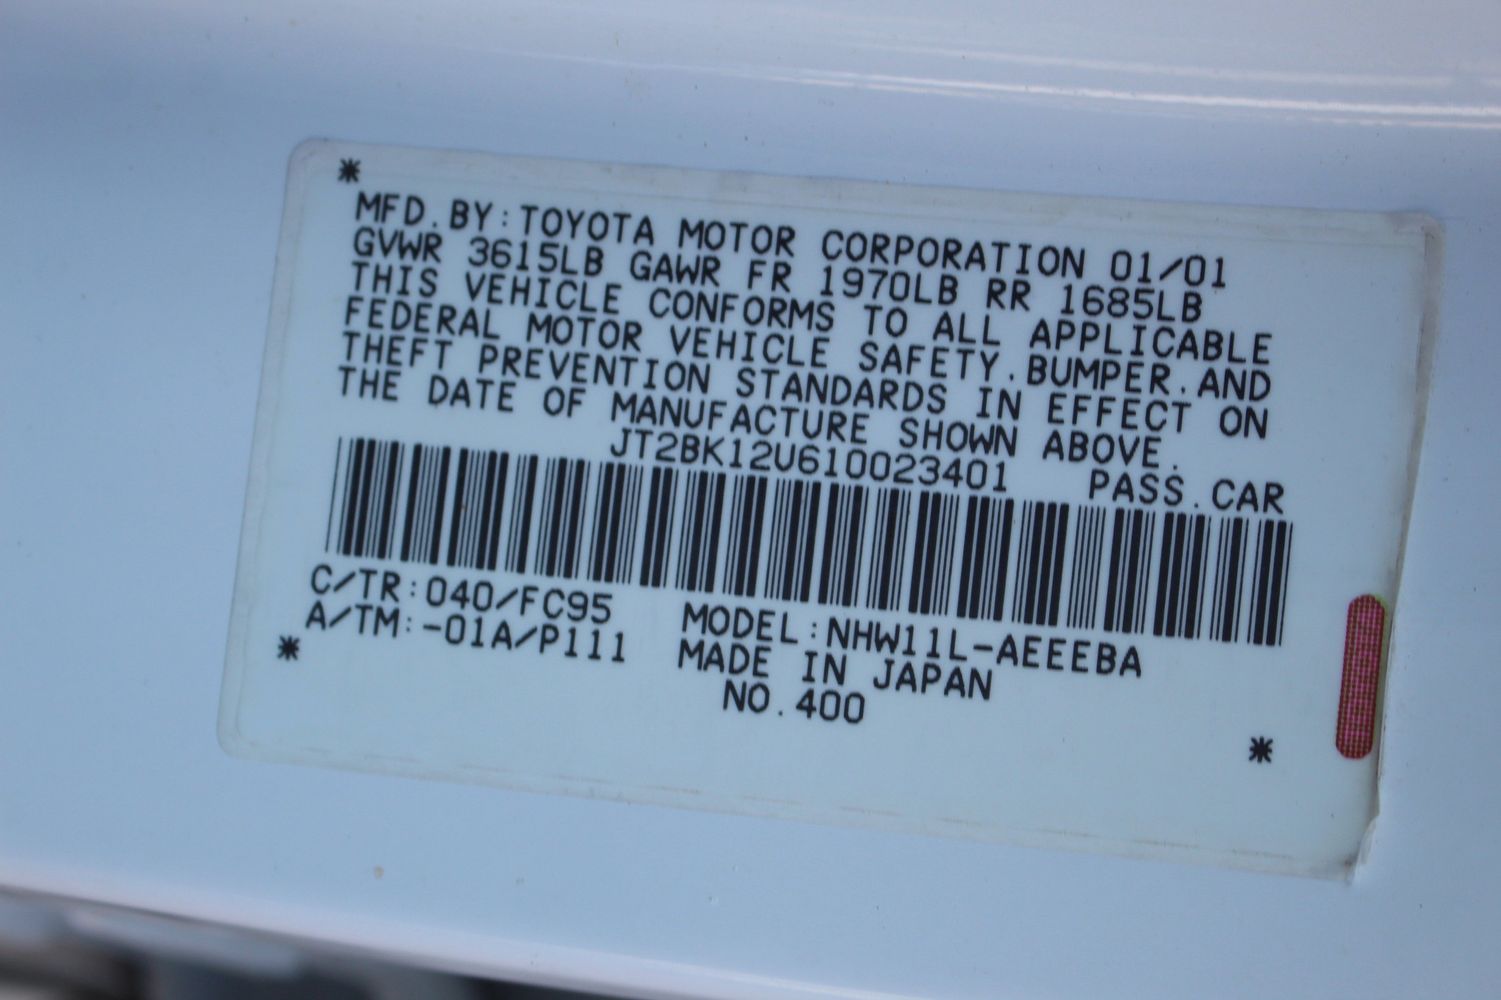 *
MFD.BY:TOYOTA MOTOR CORPORATION 01/01
GVWR 3615LB GAWR FR 1970LB RR 1685LB
THIS VEHICLE CONFORMS TO ALL APPLICABLE
FEDERAL MOTOR VEHICLE SAFETY.BUMPER.AND
THEFT PREVENTION STANDARDS IN EFFECT ON
THE DATE OF MANUFACTURE SHOWN ABOVE.
JT2BK12U610023401 PASS.CAR
C/TR:040/FC95 MODEL:NHW11L-AEEEBA
A/TM:-01A/P111 MADE IN JAPAN
* NO.400
*